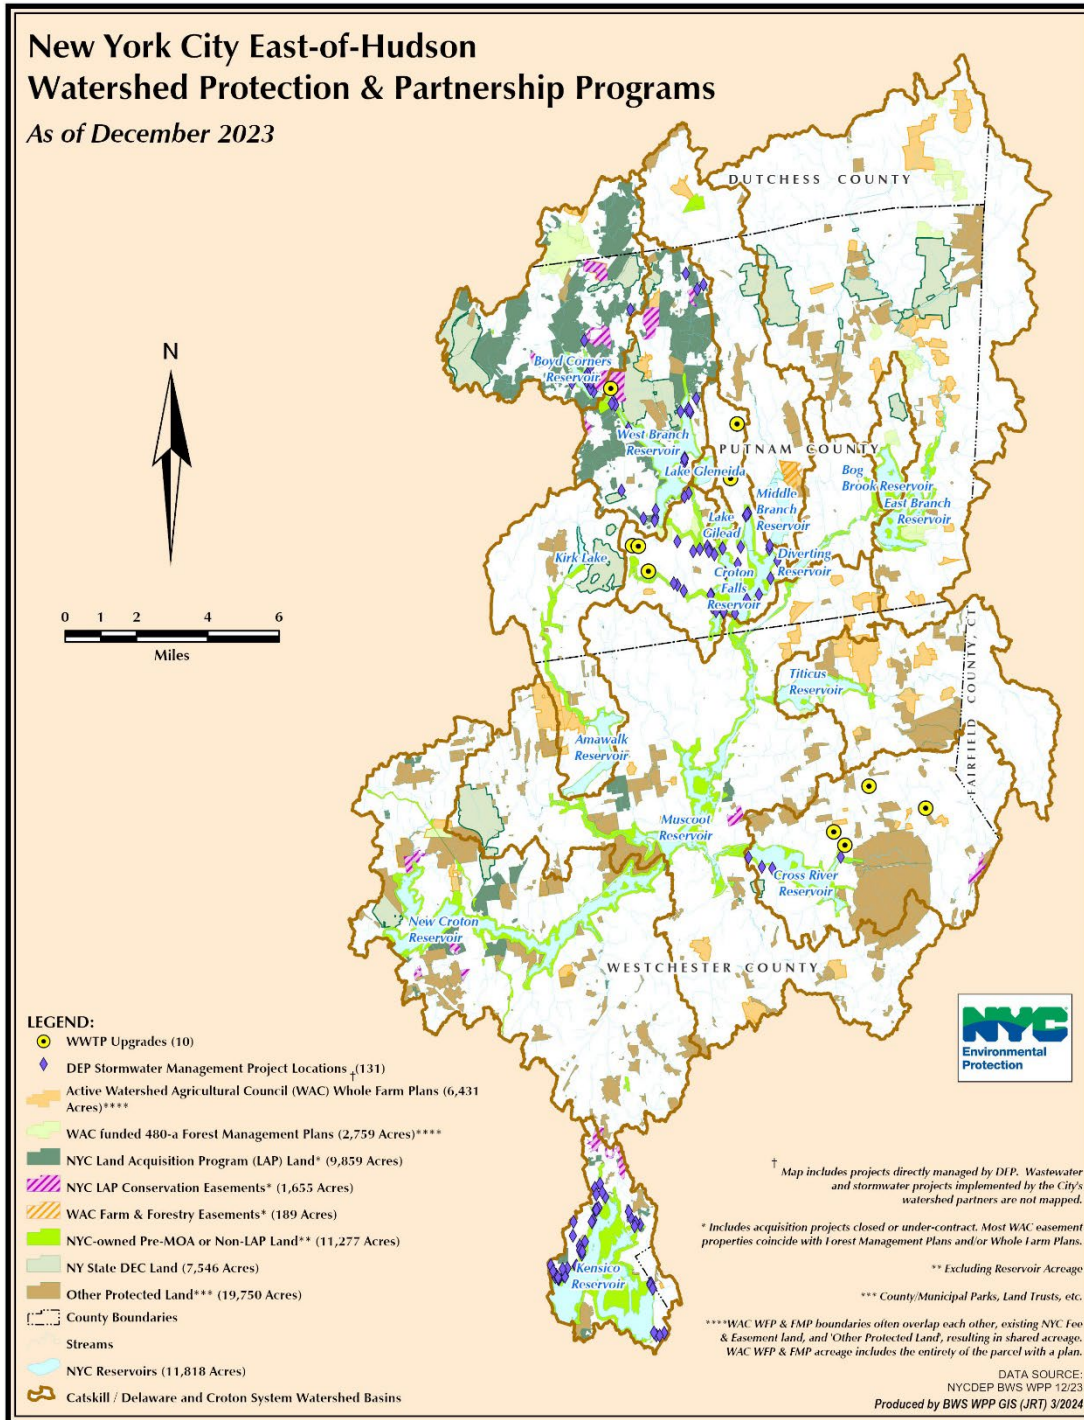 New York City East-of-Hudson
Watershed Protection & Partnership Programs
As of December 2023
DUTCHESS COUNTY
N
Boyd Corners
Reservoir
West Branch
Reservoir
PUTNAM COUNTY
Lake Gleneida
Bog
Brook Reservoir
Middle
Branch
Reservoir
East Branch
Reservoir
Lake
Gilead
Kirk Lake
Diverting
Reservoir
Croton
Falls
Reservoir
0 1 2 4 6
Miles
FAIRFIELD COUNTY, CT
Titicus
Reservoir
Amawalk
Reservoir
Muscoot
Reservoir
Cross River
Reservoir
New Croton
Reservoir
WESTCHESTER COUNTY
Kensico
Reservoir
LEGEND:
WWTP Upgrades (10)
DEP Stormwater Management Project Locations †(131)
Active Watershed Agricultural Council (WAC) Whole Farm Plans (6,431
Acres)****
WAC funded 480-a Forest Management Plans (2,759 Acres)****
NYC Land Acquisition Program (LAP) Land* (9,859 Acres)
NYC LAP Conservation Easements* (1,655 Acres)
WAC Farm & Forestry Easements* (189 Acres)
NYC-owned Pre-MOA or Non-LAP Land** (11,277 Acres)
NY State DEC Land (7,546 Acres)
Other Protected Land*** (19,750 Acres)
County Boundaries
Streams
NYC Reservoirs (11,818 Acres)
Catskill / Delaware and Croton System Watershed Basins
NYC
Environmental
Protection
† Map includes projects directly managed by DEP. Wastewater
and stormwater projects implemented by the City's
watershed partners are not mapped.
* Includes acquisition projects closed or under-contract. Most WAC easement
properties coincide with Forest Management Plans and/or Whole Farm Plans.
** Excluding Reservoir Acreage
*** County/Municipal Parks, Land Trusts, etc.
****WAC WFP & FMP boundaries often overlap each other, existing NYC Fee
& Easement land, and 'Other Protected Land', resulting in shared acreage.
WAC WFP & FMP acreage includes the entirety of the parcel with a plan.
DATA SOURCE:
NYCDEP BWS WPP 12/23
Produced by BWS WPP GIS (JRT) 3/2024